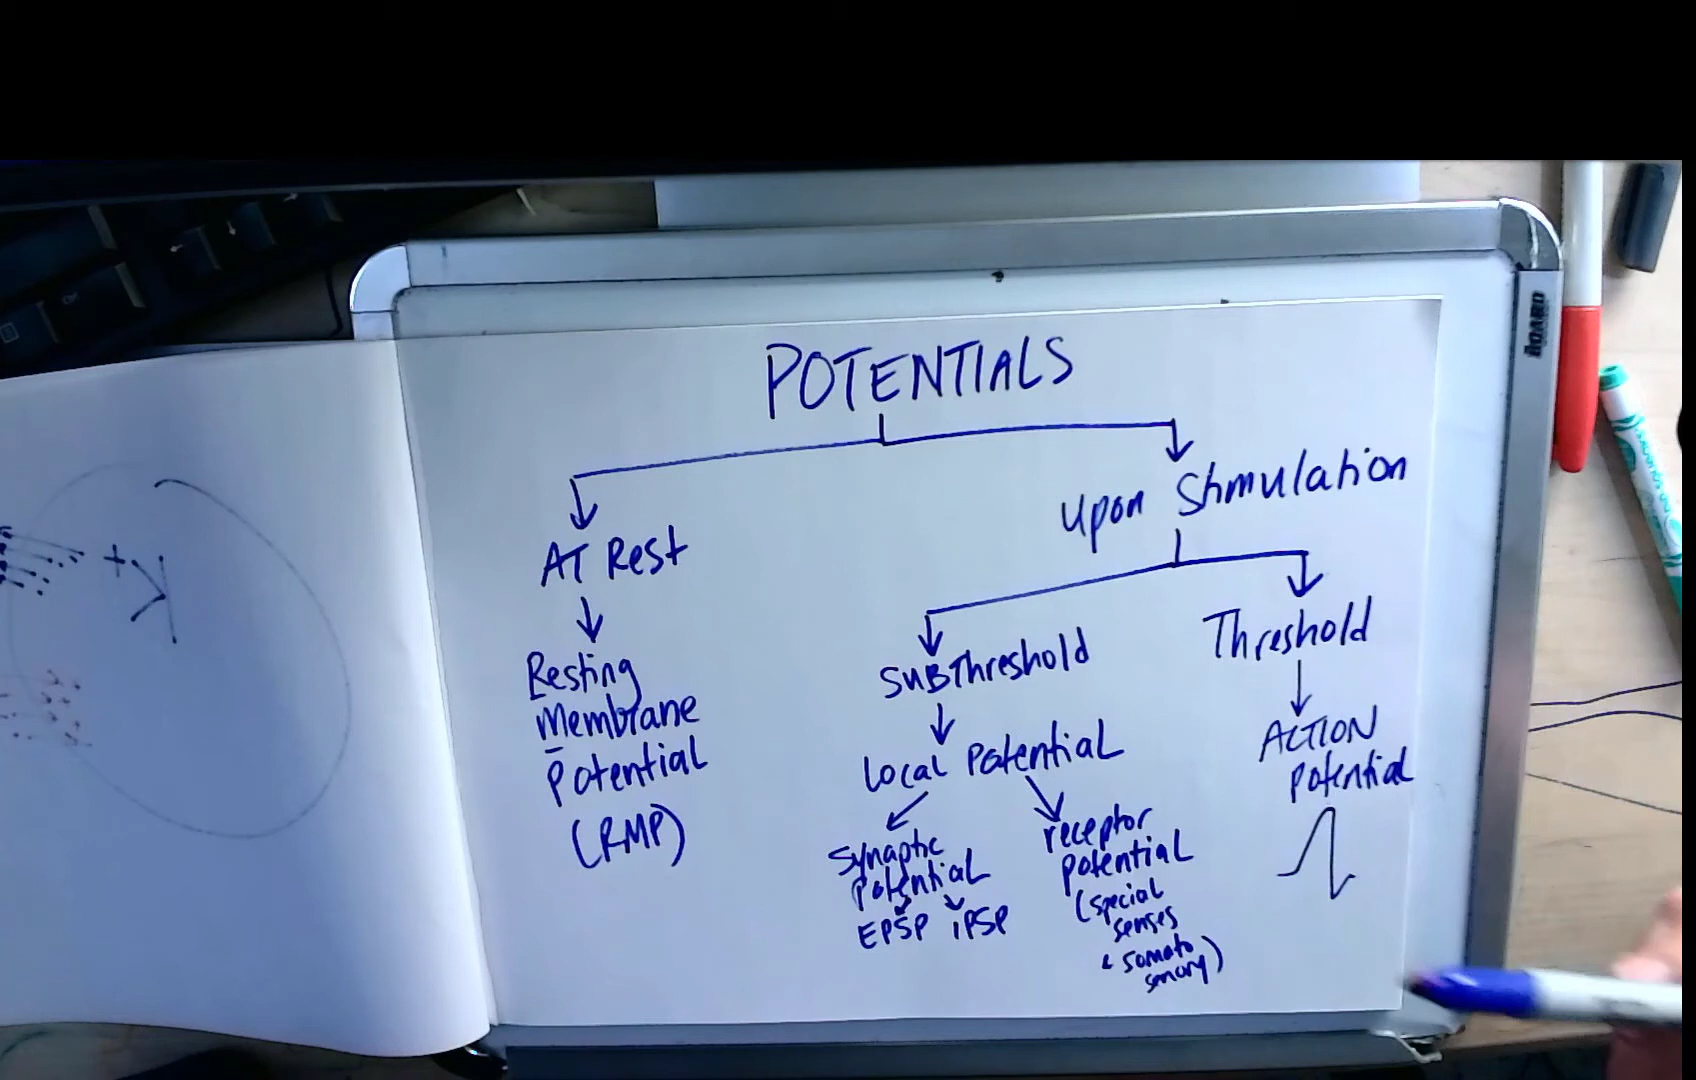 POTENTIALS
AT Rest
Resting
Membrane
Potential
(RMP)
Upon Stimulation
SUBThreshold
Local Potential
Synaptic
Potential
EPSP IPSP
receptor
potential
(special
senses
& somato
sensory)
Threshold
ACTION
Potential
BOARD